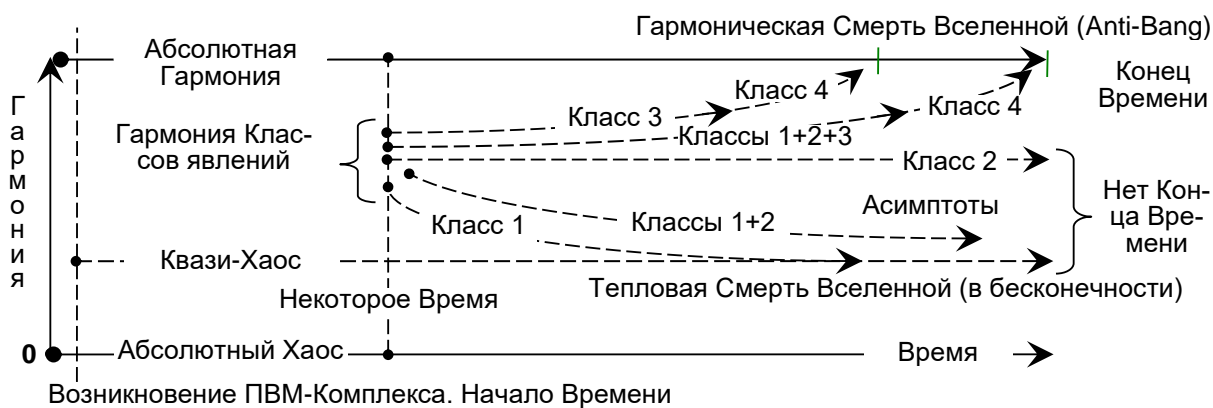 Гармоническая Смерть Вселенной (Anti-Bang)
Абсолютная
Гармония
Конец
Времени
Гармония
Класс 4
Класс 3
Класс 4
Гармония Клас-
сов явлений
Классы 1+2+3
Класс 2
Нет Кон-
ца Вре-
мени
Асимптоты
Класс 1
Классы 1+2
Квази-Хаос
Некоторое Время
Тепловая Смерть Вселенной (в бесконечности)
0
Абсолютный Хаос
Время
Возникновение ПВМ-Комплекса. Начало Времени